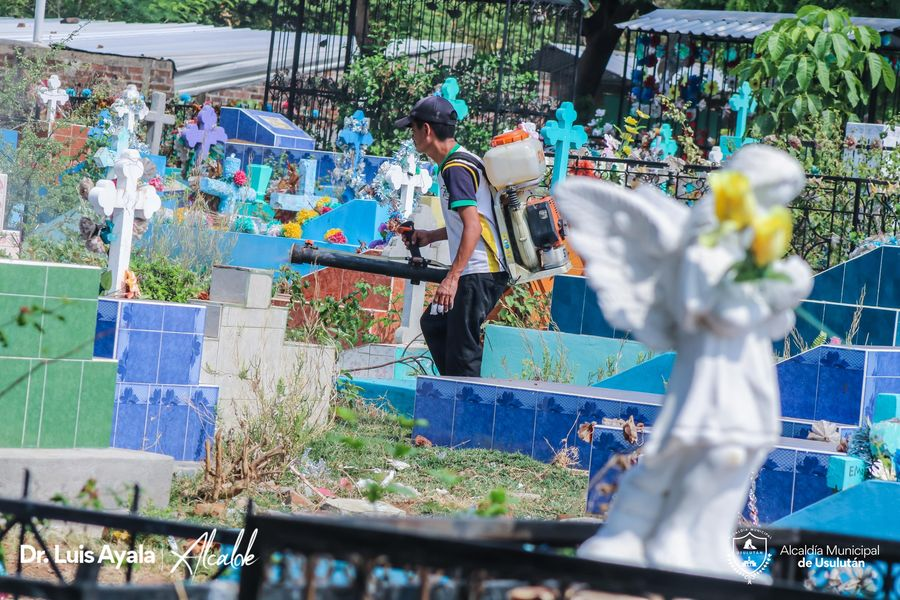 Dr. Luis Ayala
Alcalde
Alcaldía Municipal
de Usulután